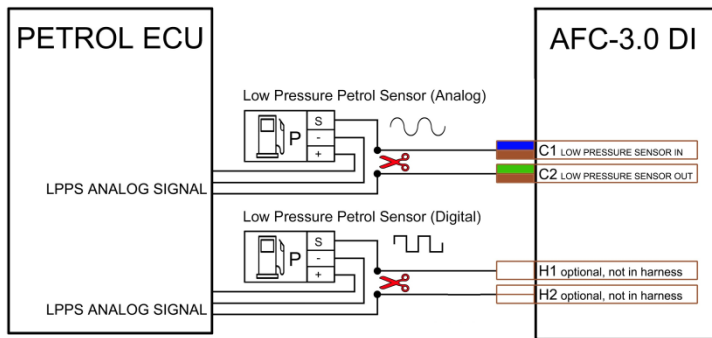 PETROL ECU
AFC-3.0 DI
Low Pressure Petrol Sensor (Analog)
S
P
-
+
C1 LOW PRESSURE SENSOR IN
C2 LOW PRESSURE SENSOR OUT
LPPS ANALOG SIGNAL
Low Pressure Petrol Sensor (Digital)
S
P
-
+
H1 optional, not in harness
H2 optional, not in harness
LPPS ANALOG SIGNAL